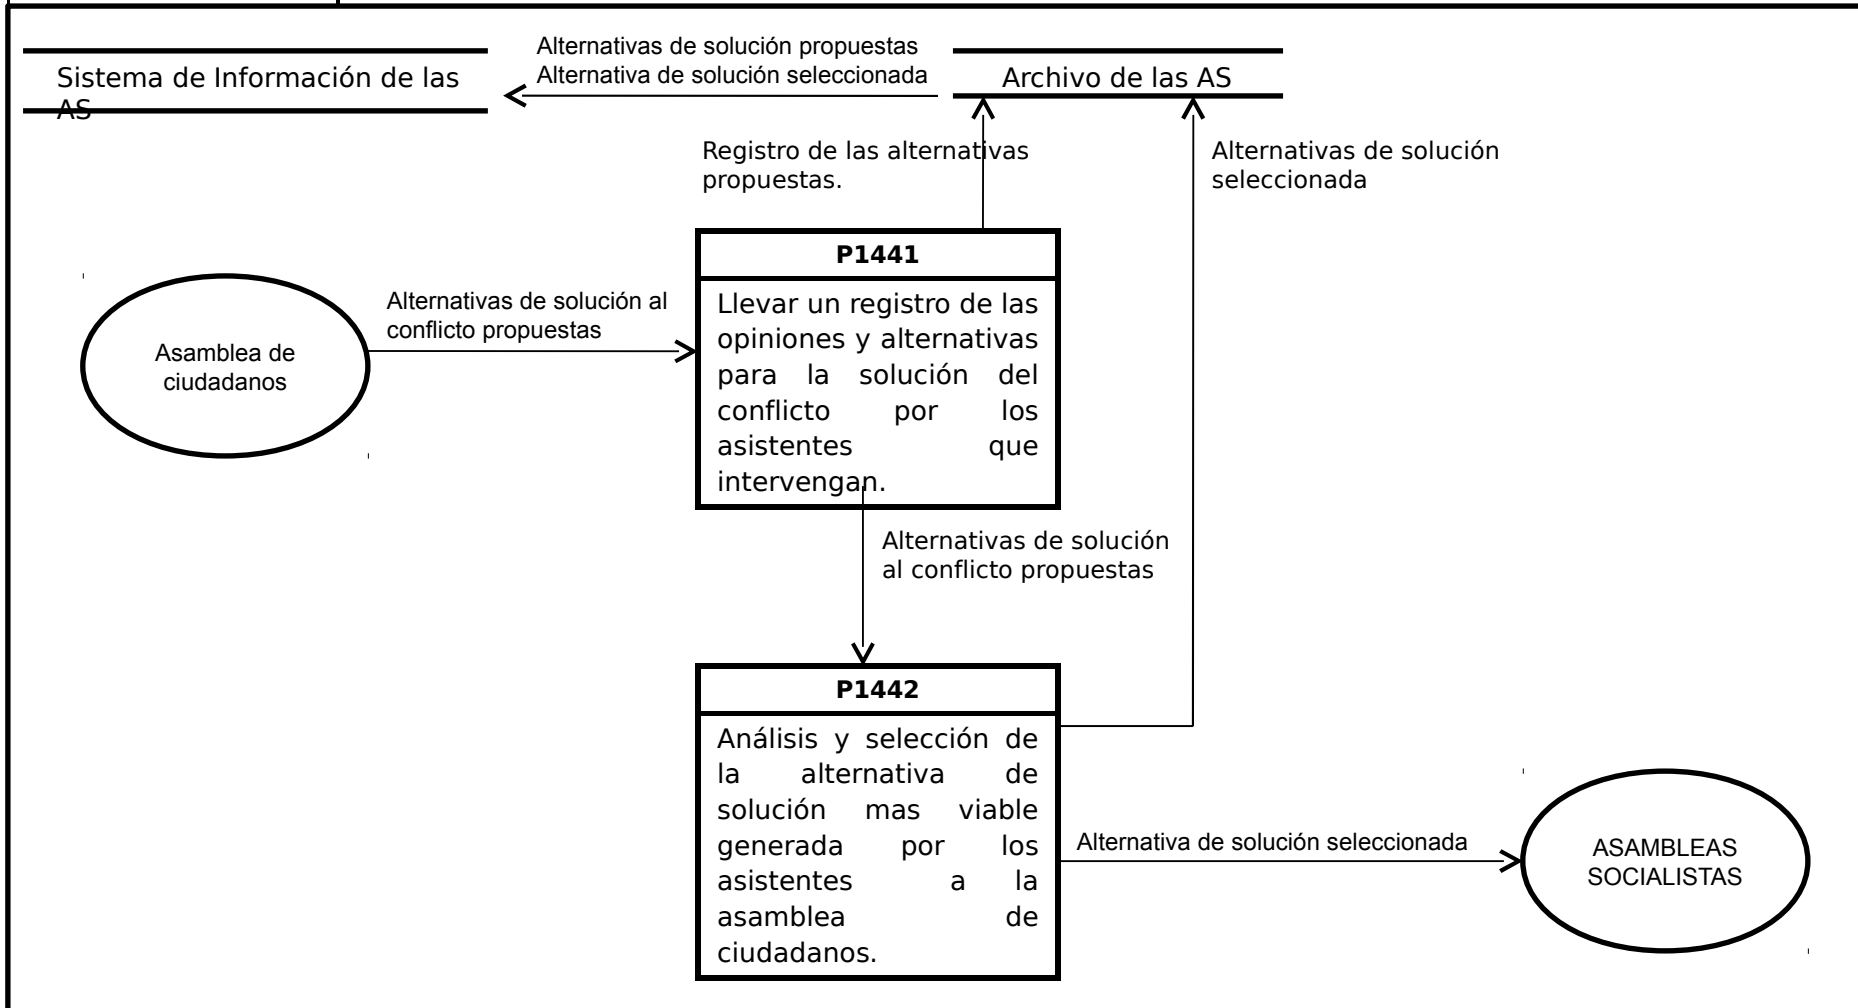 Alternativas de solución propuestas
Alternativa de solución seleccionada
Sistema de Información de las
AS
Archivo de las AS
Registro de las alternativas
propuestas.
Alternativas de solución
seleccionada
P1441
Llevar un registro de las
opiniones y alternativas
para la solución del
conflicto por los
asistentes que
intervengan.
Alternativas de solución al
conflicto propuestas
Asamblea de
ciudadanos
Alternativas de solución
al conflicto propuestas
P1442
Análisis y selección de
la alternativa de
solución mas viable
generada por los
asistentes a la
asamblea de
ciudadanos.
Alternativa de solución seleccionada
ASAMBLEAS
SOCIALISTAS